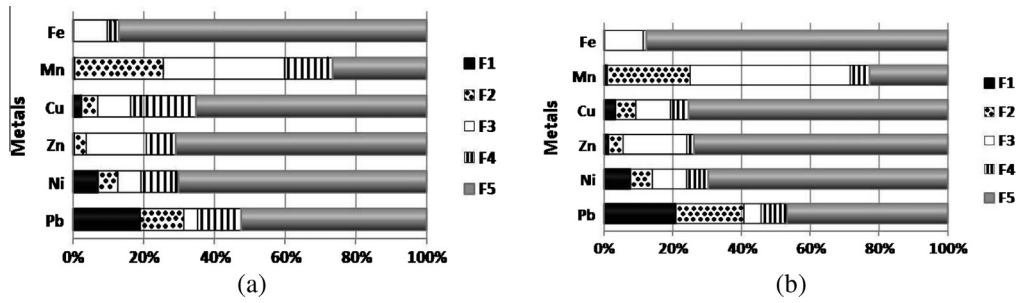 Metals
Fe
Mn
Cu
Zn
Ni
Pb
0% 20% 40% 60% 80% 100%
F1
F2
F3
F4
F5
(a)
Metals
Fe
Mn
Cu
Zn
Ni
Pb
0% 20% 40% 60% 80% 100%
F1
F2
F3
F4
F5
(b)